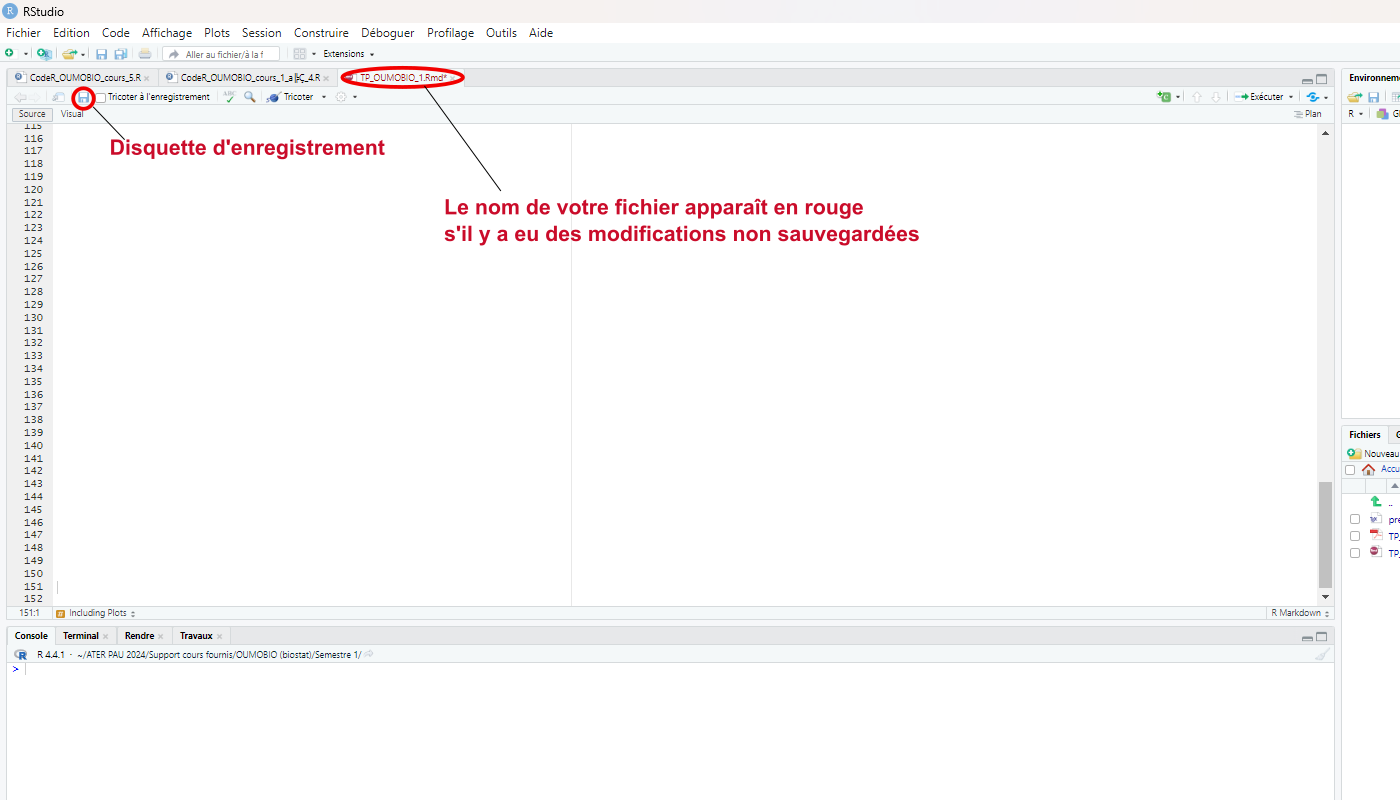 RStudio
Fichier Edition Code Affichage Plots Session Construire Déboguer Profilage Outils Aide
Aller au fichier/à la f Extensions
CodeR_OUMOBIO_cours_5.R CodeR_OUMOBIO_cours_1_a TP_OUMOBIO_1.Rmd*
Environneme
Tricoter à l'enregistrement ABC Tricoter Exécuter
Source Visual Plan
R
Disquette d'enregistrement
Le nom de votre fichier apparaît en rouge
s'il y a eu des modifications non sauvegardées
115
116
117
118
119
120
121
122
123
124
125
126
127
128
129
130
131
132
133
134
135
136
137
138
139
140
141
142
143
144
145
146
147
148
149
150
151
152
151:1 Including Plots R Markdown
Fichiers
Nouveau
Accu
..
pre
TP_
TP_
Console Terminal Rendre Travaux
R 4.4.1 · ~/ATER PAU 2024/Support cours fournis/OUMOBIO (biostat)/Semestre 1/
>